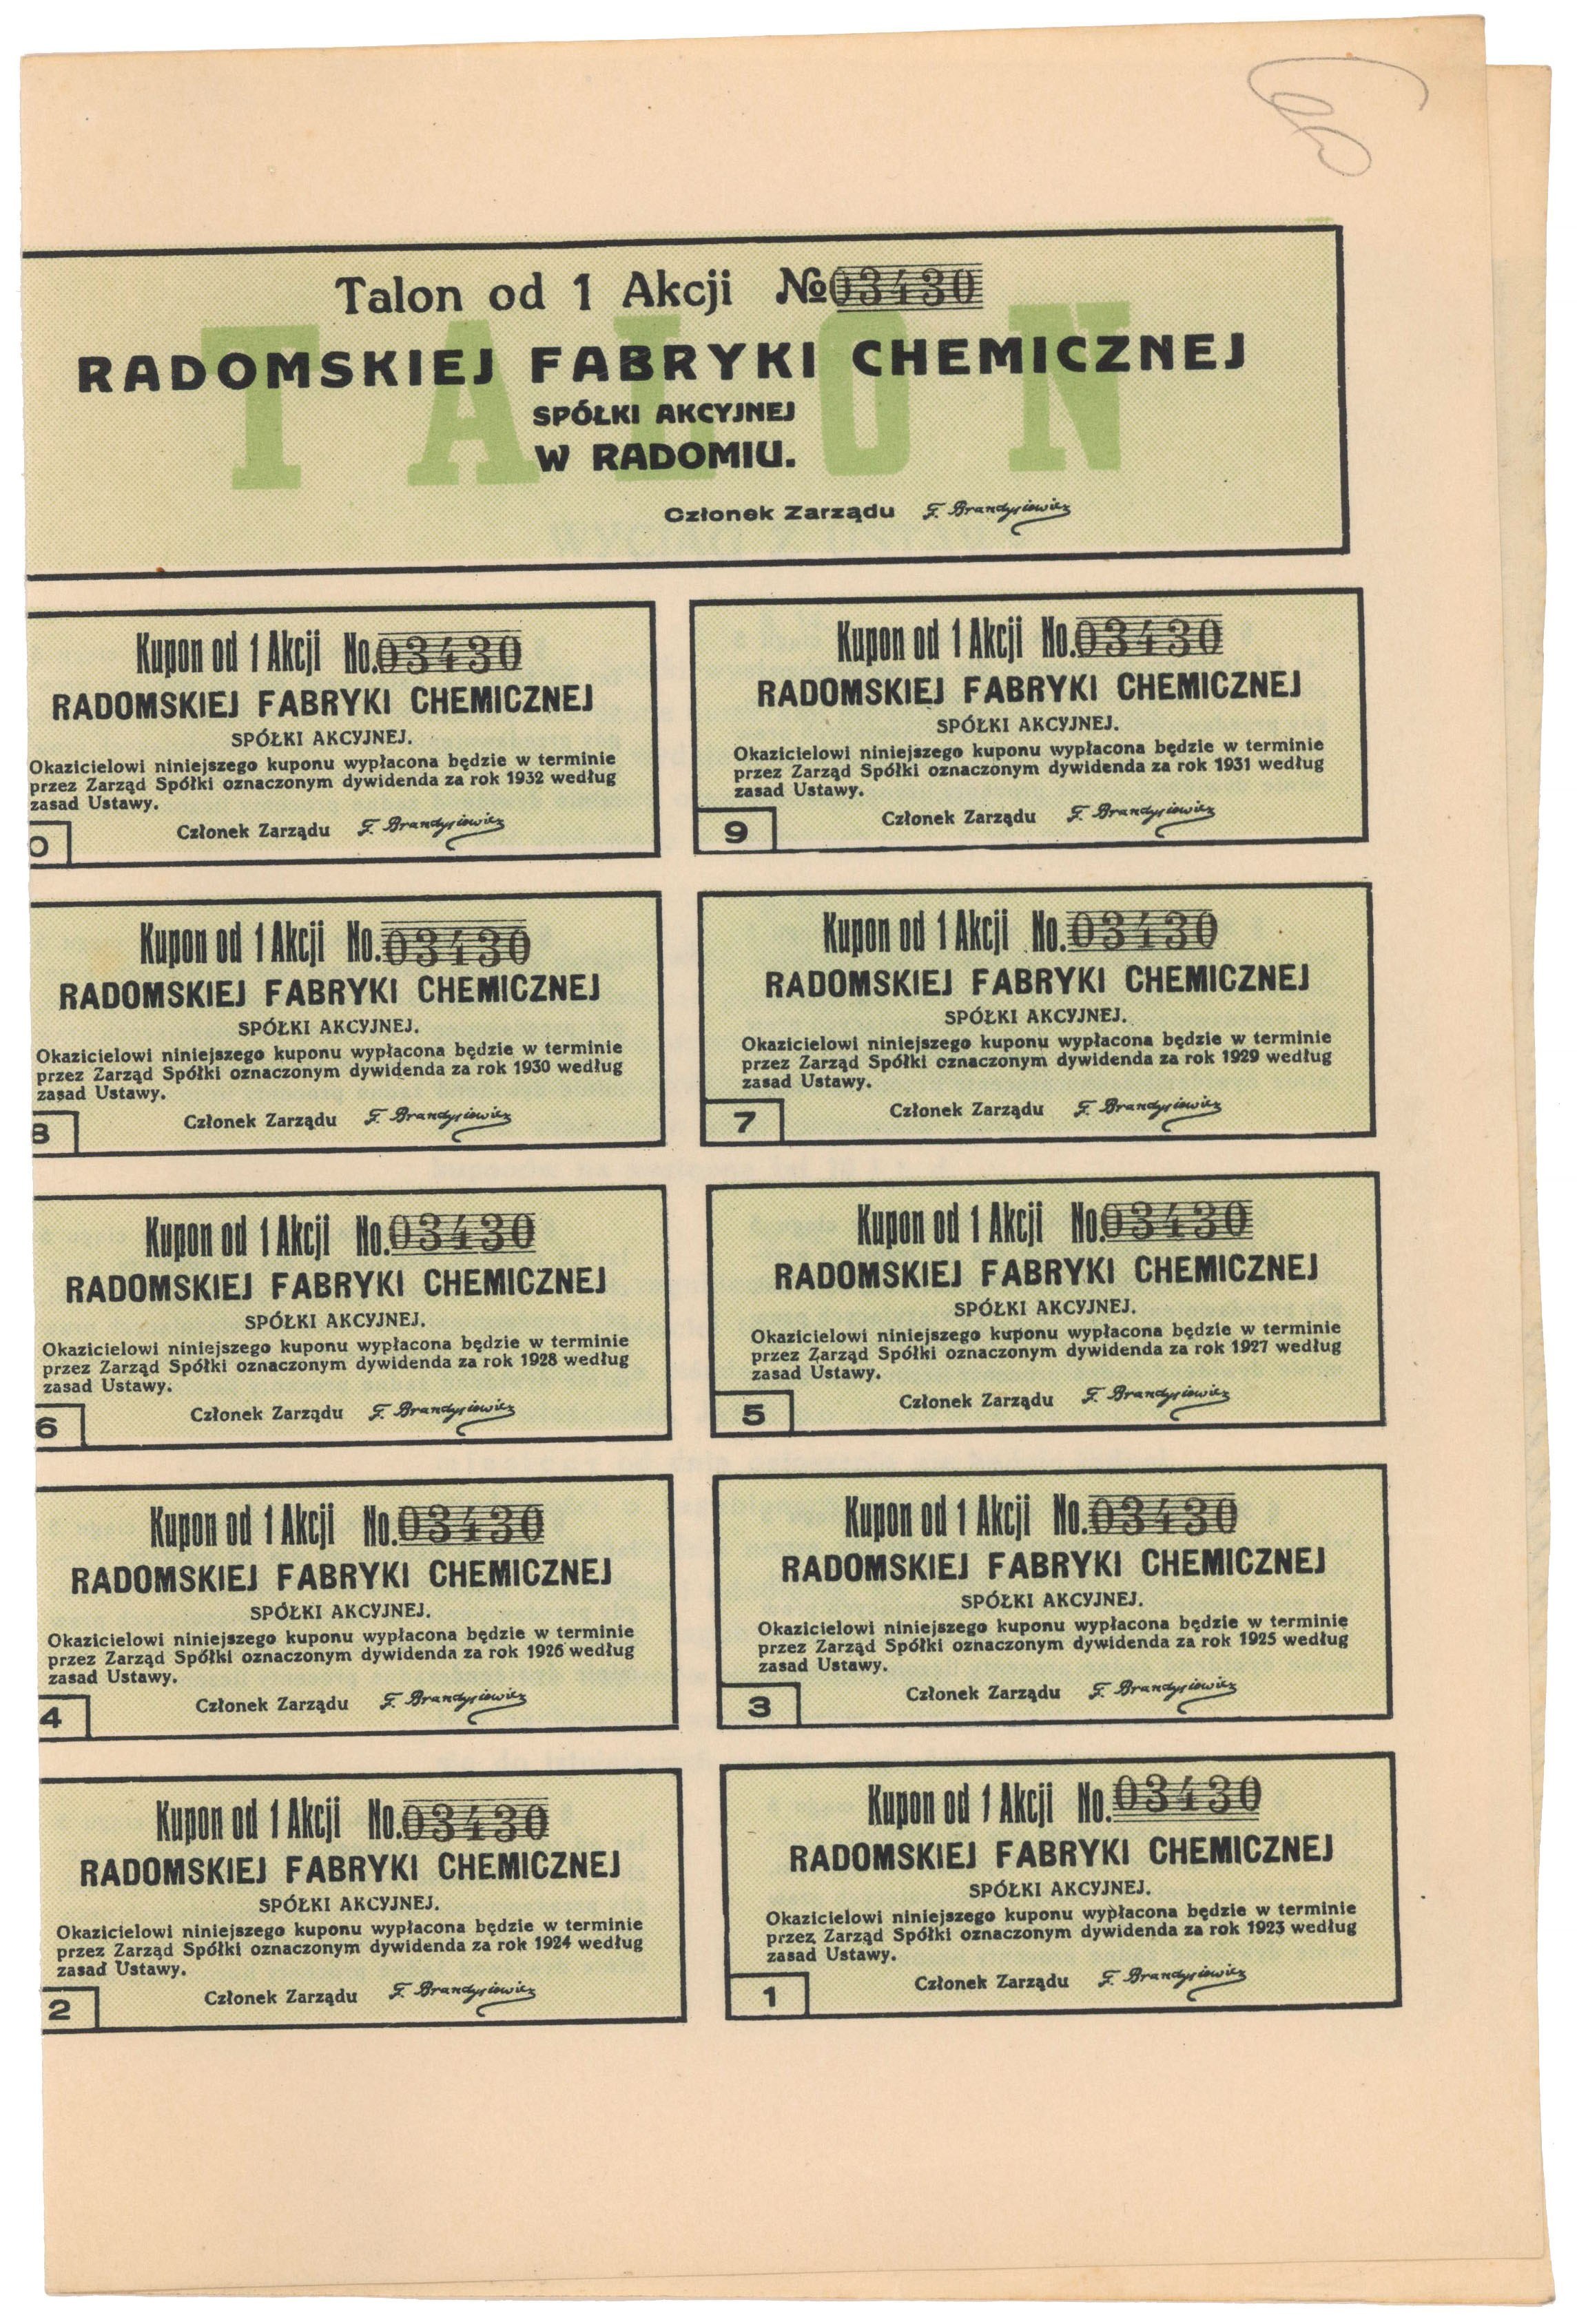 Talon od 1 Akcji №03430
TALON
RADOMSKIEJ FABRYKI CHEMICZNEJ
SPÓŁKI AKCYJNEJ
W RADOMIU.
Członek Zarządu F. Brandysiewicz
Kupon od 1 Akcji No.03430
RADOMSKIEJ FABRYKI CHEMICZNEJ
SPÓŁKI AKCYJNEJ.
Okazicielowi niniejszego kuponu wypłacona będzie w terminie
przez Zarząd Spółki oznaczonym dywidenda za rok 1932 według
zasad Ustawy.
0 Członek Zarządu F. Brandysiewicz
Kupon od 1 Akcji No.03430
RADOMSKIEJ FABRYKI CHEMICZNEJ
SPÓŁKI AKCYJNEJ.
Okazicielowi niniejszego kuponu wypłacona będzie w terminie
przez Zarząd Spółki oznaczonym dywidenda za rok 1931 według
zasad Ustawy.
9 Członek Zarządu F. Brandysiewicz
Kupon od 1 Akcji No.03430
RADOMSKIEJ FABRYKI CHEMICZNEJ
SPÓŁKI AKCYJNEJ.
Okazicielowi niniejszego kuponu wypłacona będzie w terminie
przez Zarząd Spółki oznaczonym dywidenda za rok 1930 według
zasad Ustawy.
8 Członek Zarządu F. Brandysiewicz
Kupon od 1 Akcji No.03430
RADOMSKIEJ FABRYKI CHEMICZNEJ
SPÓŁKI AKCYJNEJ.
Okazicielowi niniejszego kuponu wypłacona będzie w terminie
przez Zarząd Spółki oznaczonym dywidenda za rok 1929 według
zasad Ustawy.
7 Członek Zarządu F. Brandysiewicz
Kupon od 1 Akcji No.03430
RADOMSKIEJ FABRYKI CHEMICZNEJ
SPÓŁKI AKCYJNEJ.
Okazicielowi niniejszego kuponu wypłacona będzie w terminie
przez Zarząd Spółki oznaczonym dywidenda za rok 1928 według
zasad Ustawy.
6 Członek Zarządu F. Brandysiewicz
Kupon od 1 Akcji No.03430
RADOMSKIEJ FABRYKI CHEMICZNEJ
SPÓŁKI AKCYJNEJ.
Okazicielowi niniejszego kuponu wypłacona będzie w terminie
przez Zarząd Spółki oznaczonym dywidenda za rok 1927 według
zasad Ustawy.
5 Członek Zarządu F. Brandysiewicz
Kupon od 1 Akcji No.03430
RADOMSKIEJ FABRYKI CHEMICZNEJ
SPÓŁKI AKCYJNEJ.
Okazicielowi niniejszego kuponu wypłacona będzie w terminie
przez Zarząd Spółki oznaczonym dywidenda za rok 1926 według
zasad Ustawy.
4 Członek Zarządu F. Brandysiewicz
Kupon od 1 Akcji No.03430
RADOMSKIEJ FABRYKI CHEMICZNEJ
SPÓŁKI AKCYJNEJ.
Okazicielowi niniejszego kuponu wypłacona będzie w terminie
przez Zarząd Spółki oznaczonym dywidenda za rok 1925 według
zasad Ustawy.
3 Członek Zarządu F. Brandysiewicz
Kupon od 1 Akcji No.03430
RADOMSKIEJ FABRYKI CHEMICZNEJ
SPÓŁKI AKCYJNEJ.
Okazicielowi niniejszego kuponu wypłacona będzie w terminie
przez Zarząd Spółki oznaczonym dywidenda za rok 1924 według
zasad Ustawy.
2 Członek Zarządu F. Brandysiewicz
Kupon od 1 Akcji No.03430
RADOMSKIEJ FABRYKI CHEMICZNEJ
SPÓŁKI AKCYJNEJ.
Okazicielowi niniejszego kuponu wypłacona będzie w terminie
przez Zarząd Spółki oznaczonym dywidenda za rok 1923 według
zasad Ustawy.
1 Członek Zarządu F. Brandysiewicz